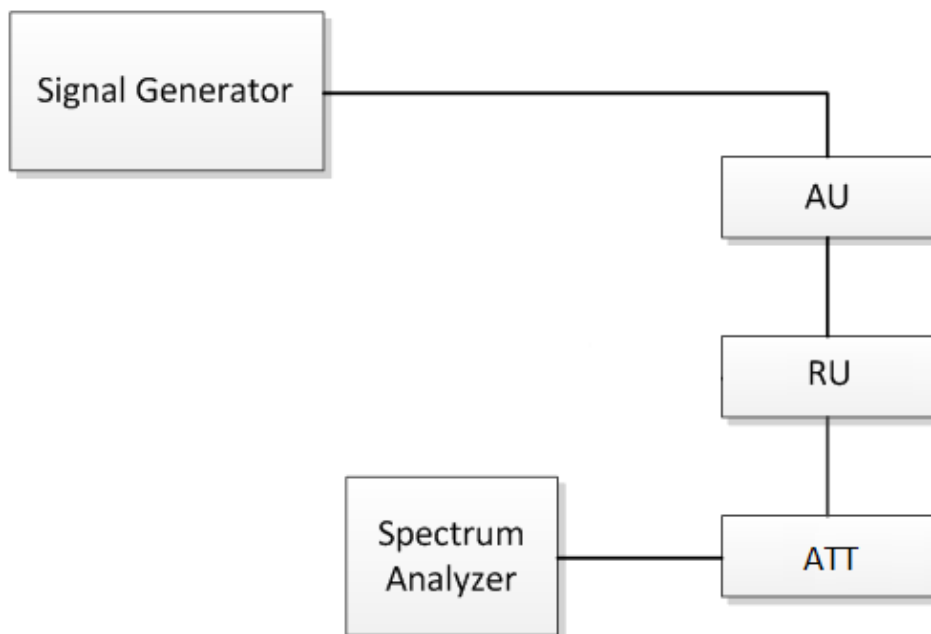 Signal Generator
AU
RU
Spectrum
Analyzer
ATT